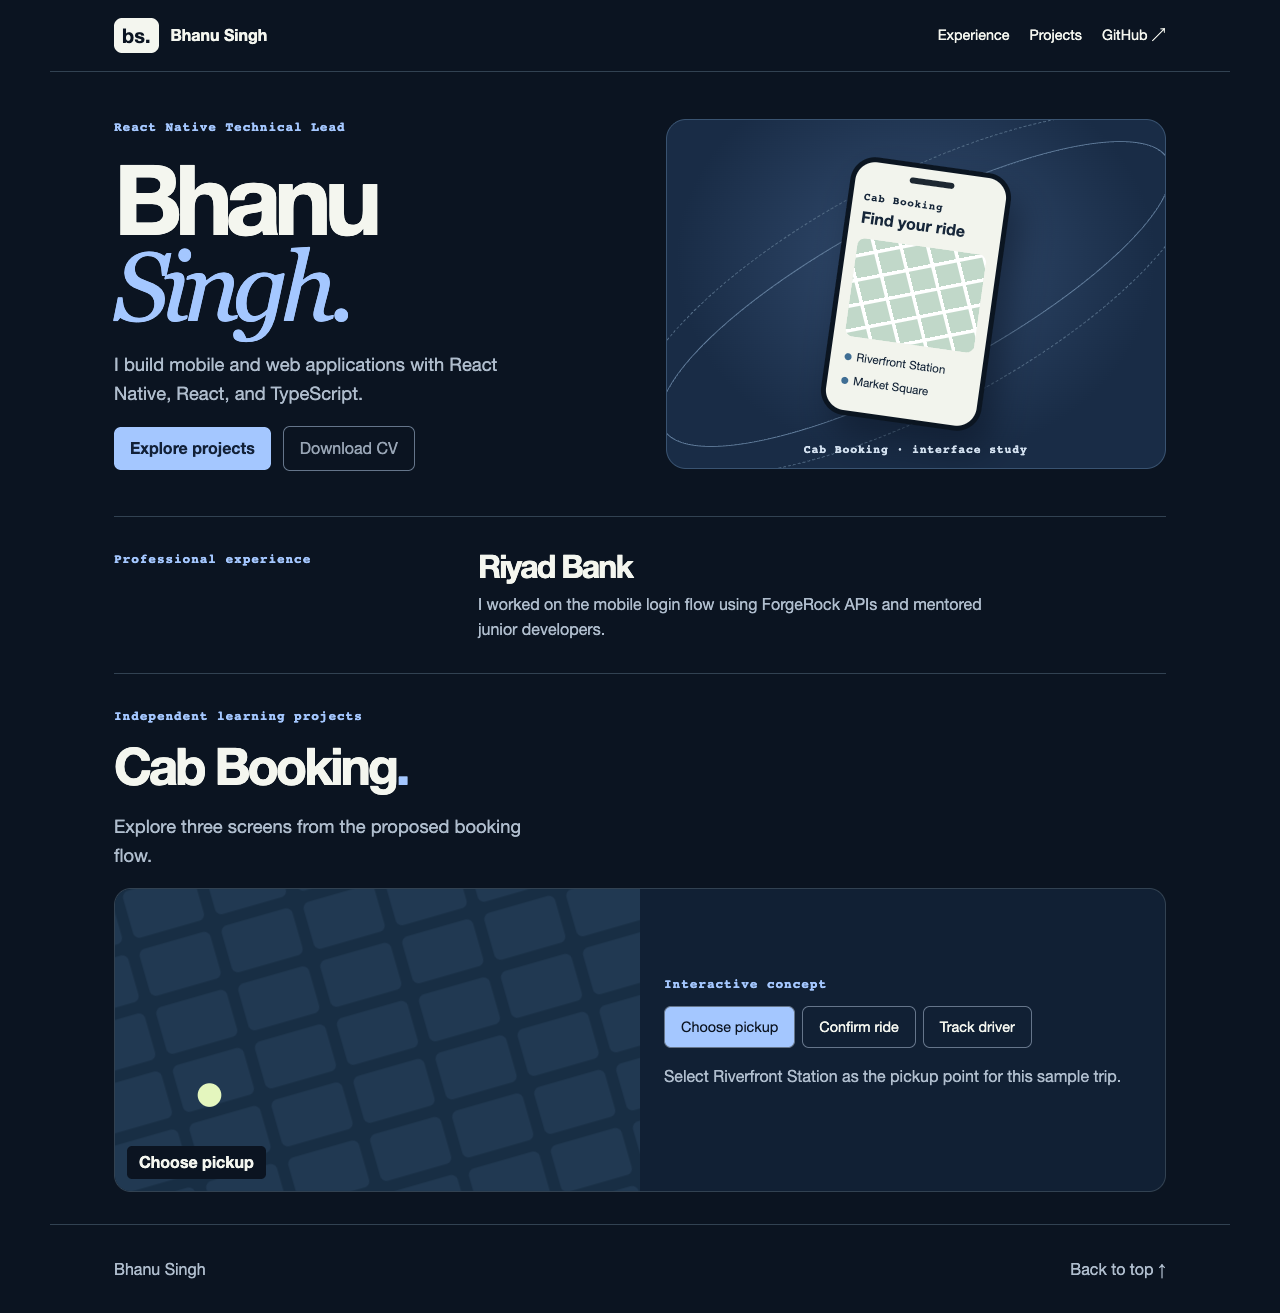 bs.
Bhanu Singh
Experience
Projects
GitHub ↗
React Native Technical Lead
Bhanu
Singh.
I build mobile and web applications with React
Native, React, and TypeScript.
Explore projects
Download CV
Cab Booking
Find your ride
Riverfront Station
Market Square
Cab Booking · interface study
Professional experience
Riyad Bank
I worked on the mobile login flow using ForgeRock APIs and mentored
junior developers.
Independent learning projects
Cab Booking.
Explore three screens from the proposed booking
flow.
Choose pickup
Interactive concept
Choose pickup
Confirm ride
Track driver
Select Riverfront Station as the pickup point for this sample trip.
Bhanu Singh
Back to top ↑